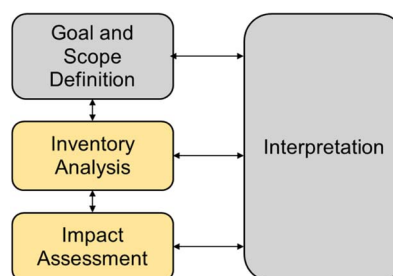 Goal and
Scope
Definition
Inventory
Analysis
Interpretation
Impact
Assessment